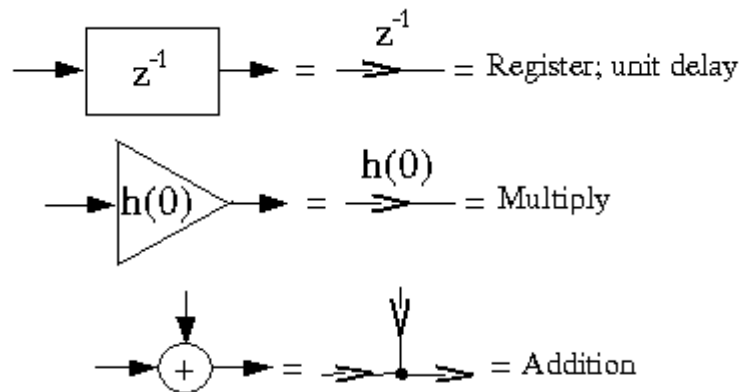 z⁻¹
z⁻¹ = = Register; unit delay
h(0)
h(0) = = Multiply
+ = = Addition